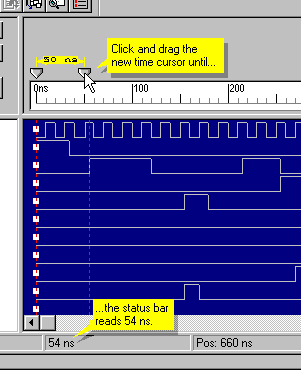 50 ns
Click and drag the
new time cursor until...
0ns
100
200
...the status bar
reads 54 ns.
54 ns
Pos: 660 ns